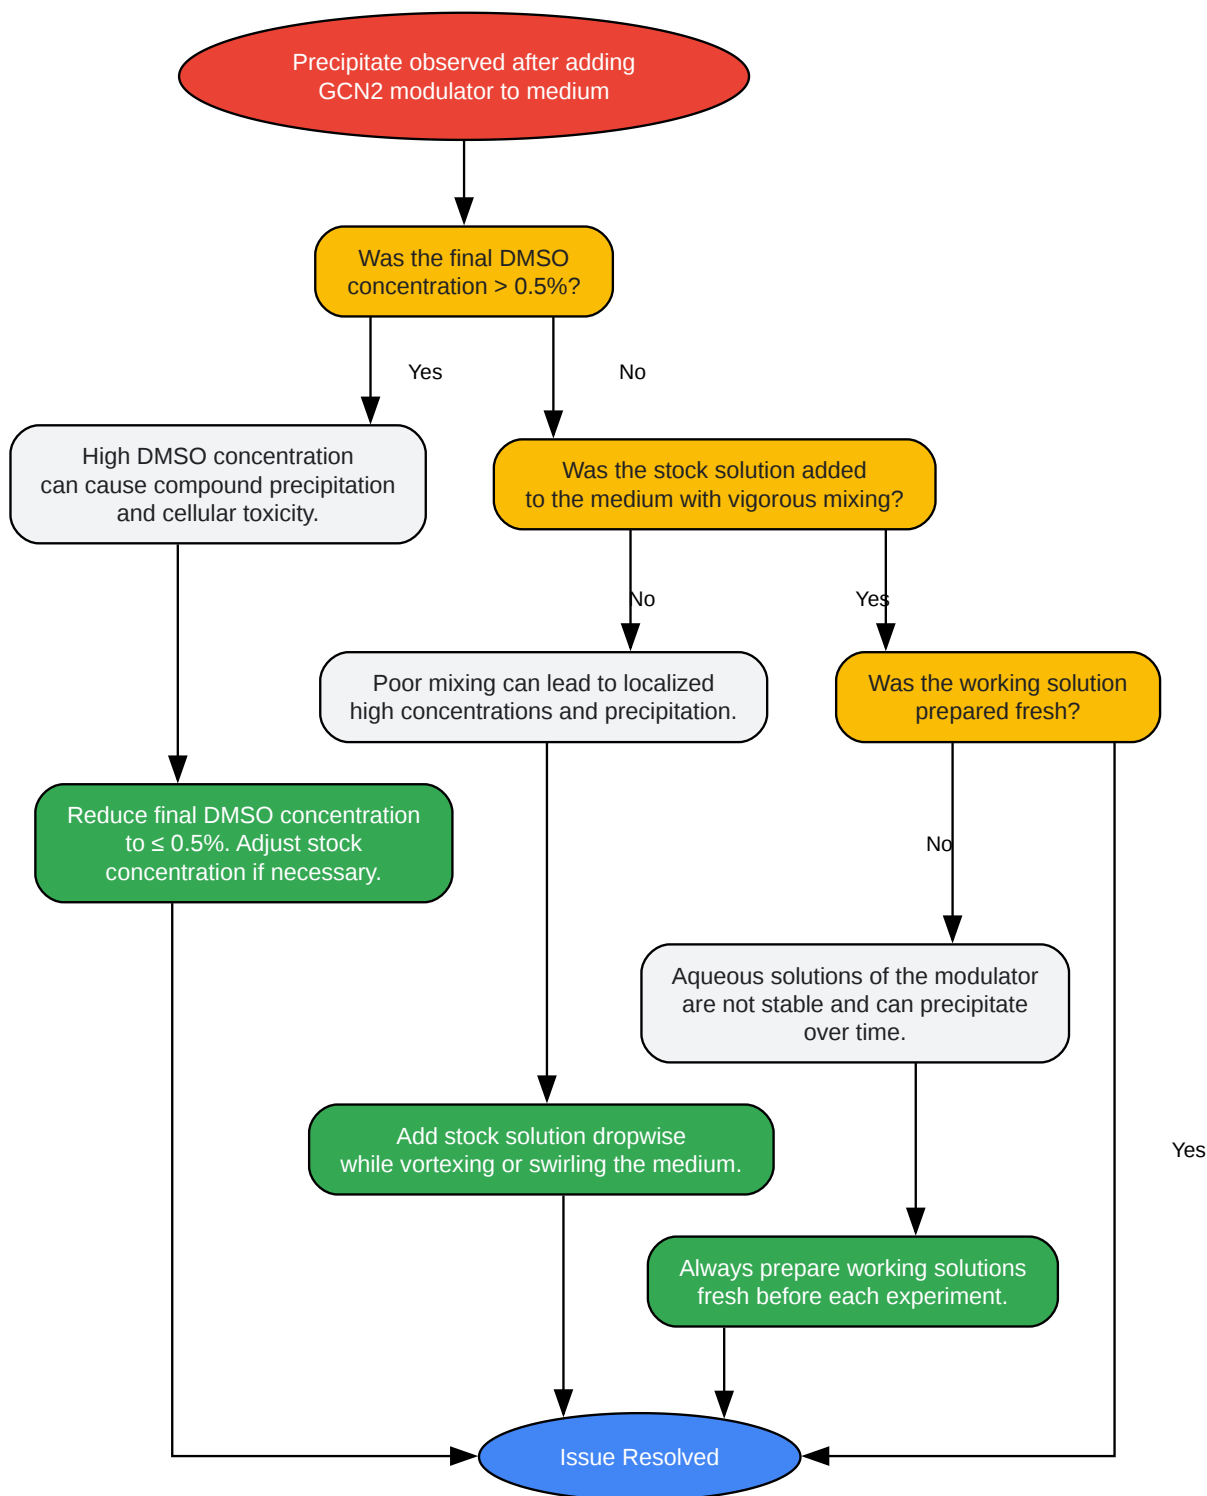 Precipitate observed after adding
GCN2 modulator to medium
Was the final DMSO
concentration > 0.5%?
Yes
No
High DMSO concentration
can cause compound precipitation
and cellular toxicity.
Was the stock solution added
to the medium with vigorous mixing?
No
Yes
Poor mixing can lead to localized
high concentrations and precipitation.
Was the working solution
prepared fresh?
Reduce final DMSO concentration
to ≤ 0.5%. Adjust stock
concentration if necessary.
No
Aqueous solutions of the modulator
are not stable and can precipitate
over time.
Add stock solution dropwise
while vortexing or swirling the medium.
Yes
Always prepare working solutions
fresh before each experiment.
Issue Resolved